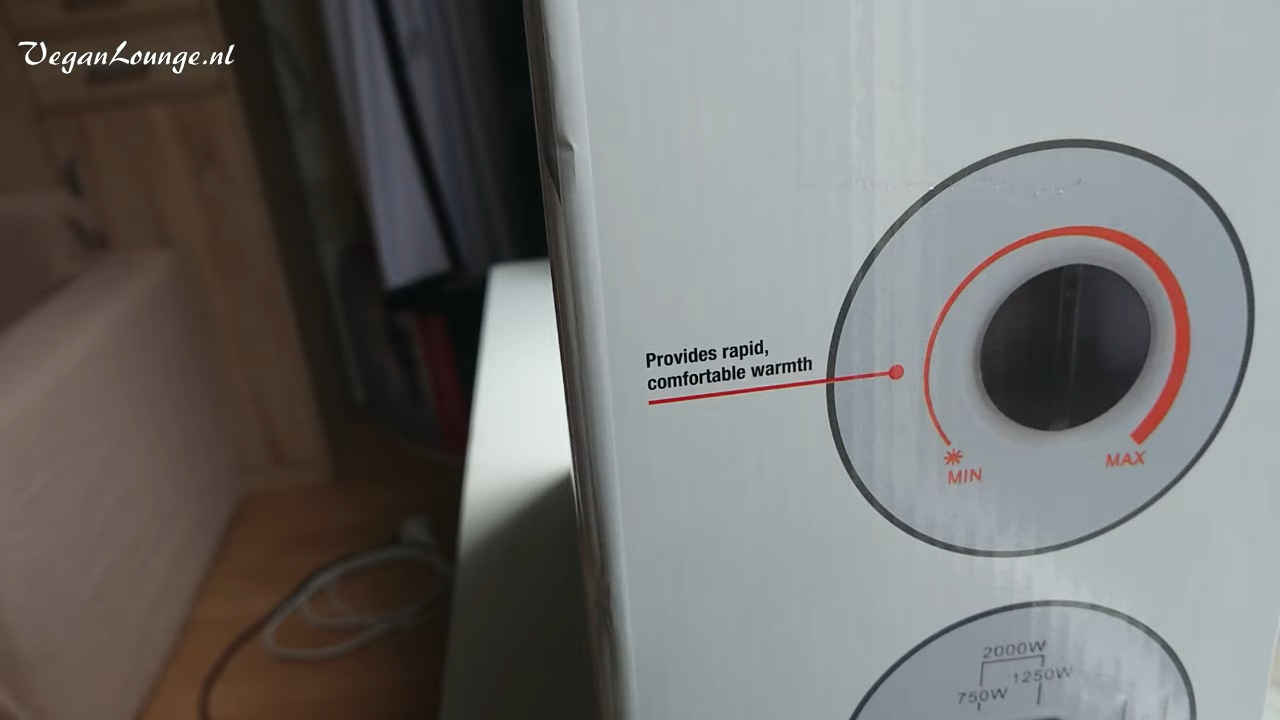 VeganLounge.nl
Provides rapid,
comfortable warmth
MIN
MAX
2000W
1250W
750W